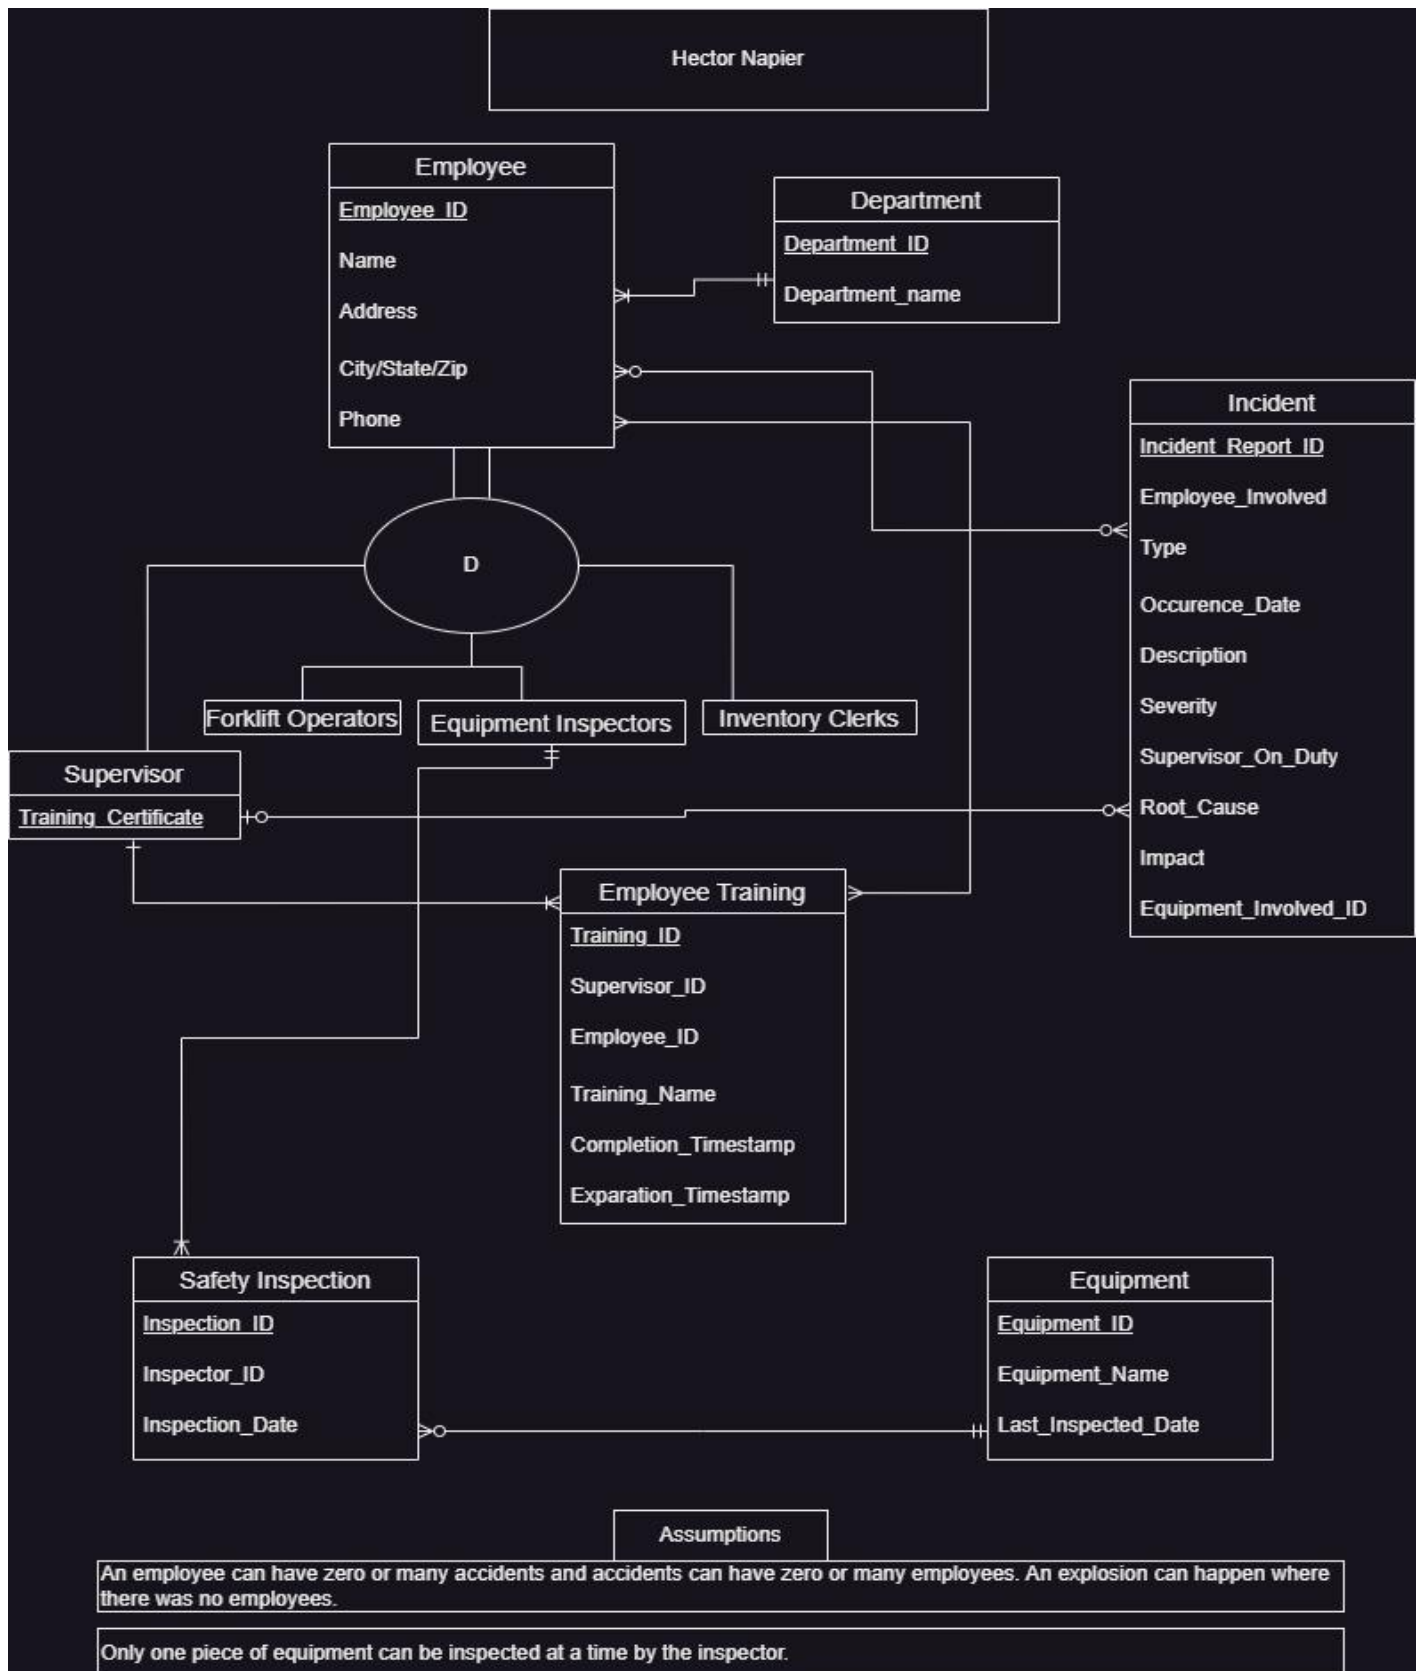 Hector Napier
Employee
Employee_ID
Name
Address
City/State/Zip
Phone
Department
Department_ID
Department_name
Incident
Incident_Report_ID
Employee_Involved
Type
Occurence_Date
Description
Severity
Supervisor_On_Duty
Root_Cause
Impact
Equipment_Involved_ID
D
Forklift Operators
Equipment Inspectors
Inventory Clerks
Supervisor
Training_Certificate
Employee Training
Training_ID
Supervisor_ID
Employee_ID
Training_Name
Completion_Timestamp
Exparation_Timestamp
Safety Inspection
Inspection_ID
Inspector_ID
Inspection_Date
Equipment
Equipment_ID
Equipment_Name
Last_Inspected_Date
Assumptions
An employee can have zero or many accidents and accidents can have zero or many employees. An explosion can happen where
there was no employees.
Only one piece of equipment can be inspected at a time by the inspector.